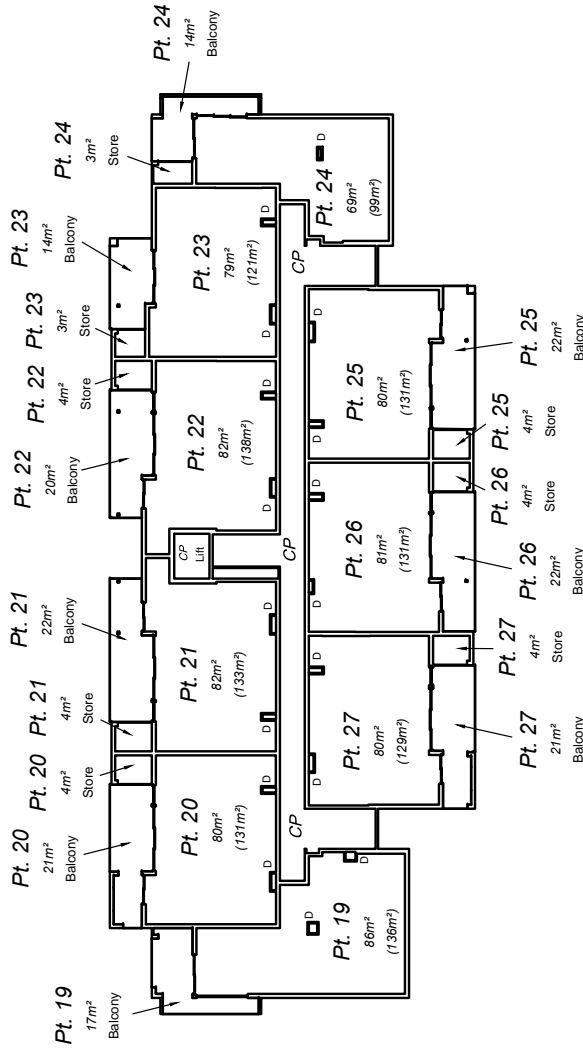 Pt. 19
17m²
Balcony
Pt. 20
21m²
Balcony
Pt. 20
4m²
Store
Pt. 21
4m²
Store
Pt. 21
22m²
Balcony
Pt. 22
20m²
Balcony
Pt. 22
4m²
Store
Pt. 23
3m²
Store
Pt. 23
14m²
Balcony
Pt. 24
3m²
Store
Pt. 24
14m²
Balcony
Pt. 20
80m²
(131m²)
D
D
Pt. 21
82m²
(133m²)
D
D
CP
Lift
Pt. 22
82m²
(138m²)
D
D
Pt. 23
79m²
(121m²)
D
D
CP
CP
CP
Pt. 19
86m²
(136m²)
D
D
D
D
Pt. 27
80m²
(129m²)
D
D
Pt. 26
81m²
(131m²)
D
D
Pt. 25
80m²
(131m²)
D
Pt. 24
69m²
(99m²)
Pt. 27
21m²
Balcony
Pt. 27
4m²
Store
Pt. 26
22m²
Balcony
Pt. 26
4m²
Store
Pt. 25
4m²
Store
Pt. 25
22m²
Balcony